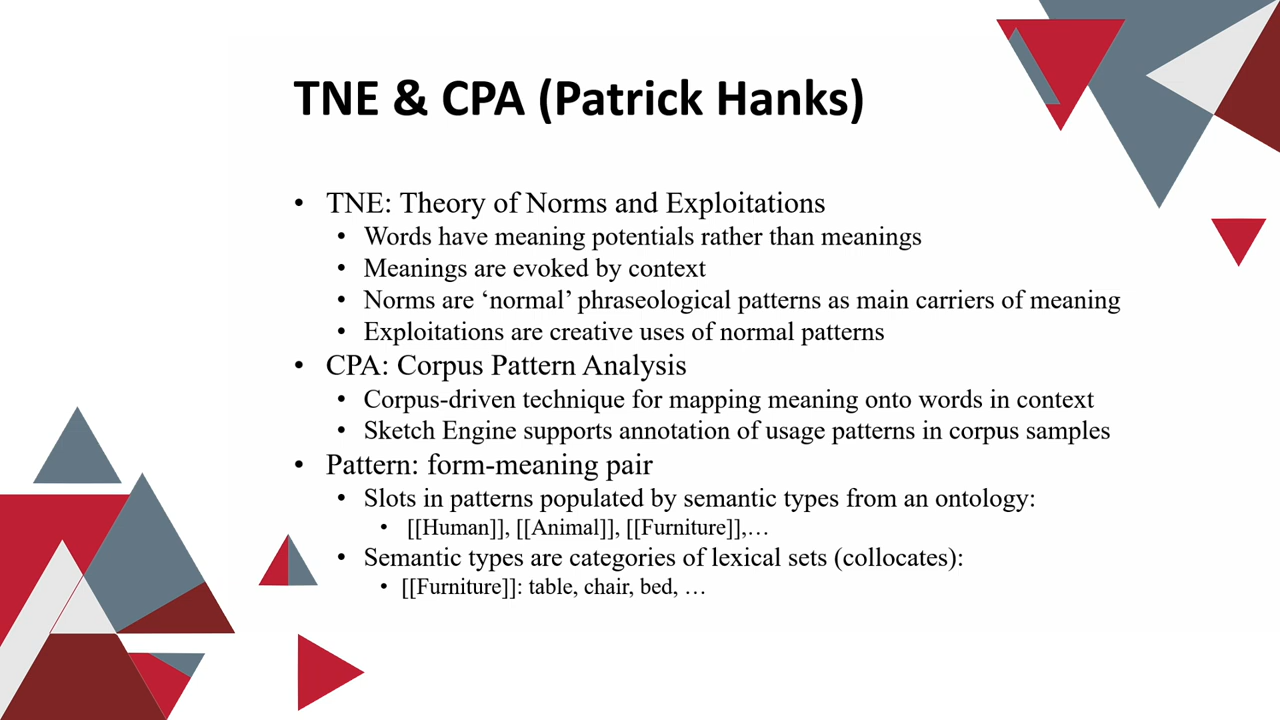 TNE & CPA (Patrick Hanks)
• TNE: Theory of Norms and Exploitations
• Words have meaning potentials rather than meanings
• Meanings are evoked by context
• Norms are ‘normal’ phraseological patterns as main carriers of meaning
• Exploitations are creative uses of normal patterns
• CPA: Corpus Pattern Analysis
• Corpus-driven technique for mapping meaning onto words in context
• Sketch Engine supports annotation of usage patterns in corpus samples
• Pattern: form-meaning pair
• Slots in patterns populated by semantic types from an ontology:
• [[Human]], [[Animal]], [[Furniture]],…
• Semantic types are categories of lexical sets (collocates):
• [[Furniture]]: table, chair, bed, …